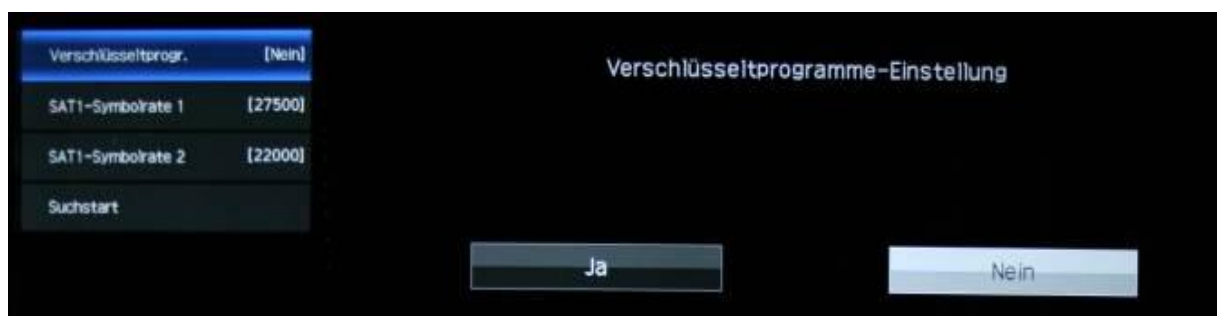 Verschlüsseltprogr. [Nein]
SAT1-Symbolrate 1 [27500]
SAT1-Symbolrate 2 [22000]
Suchstart
Verschlüsseltprogramme-Einstellung
Ja
Nein